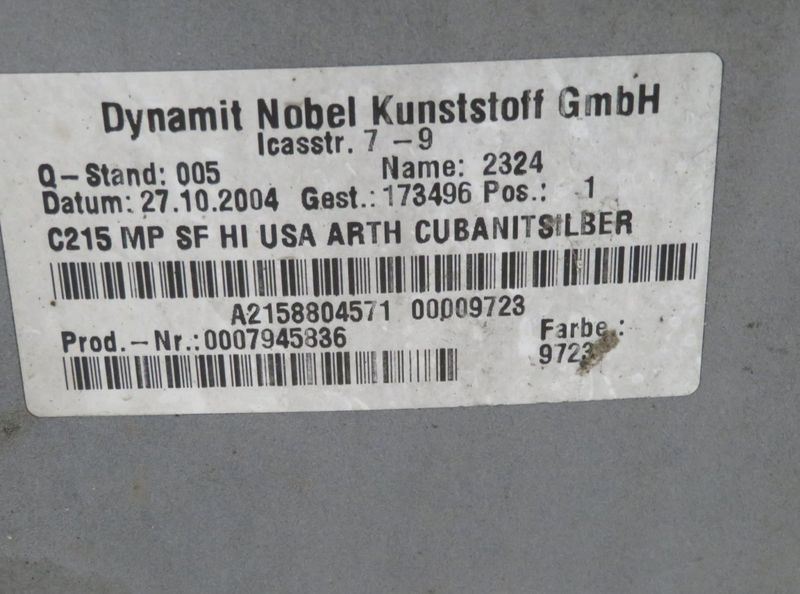 Dynamit Nobel Kunststoff GmbH
Icasstr. 7 -9
Q-Stand: 005 Name: 2324
Datum: 27.10.2004 Gest.: 173496 Pos.: 1
C215 MP SF HI USA ARTH CUBANITSILBER
A2158804571 00009723
Prod.-Nr.:0007945836 Farbe :
9723